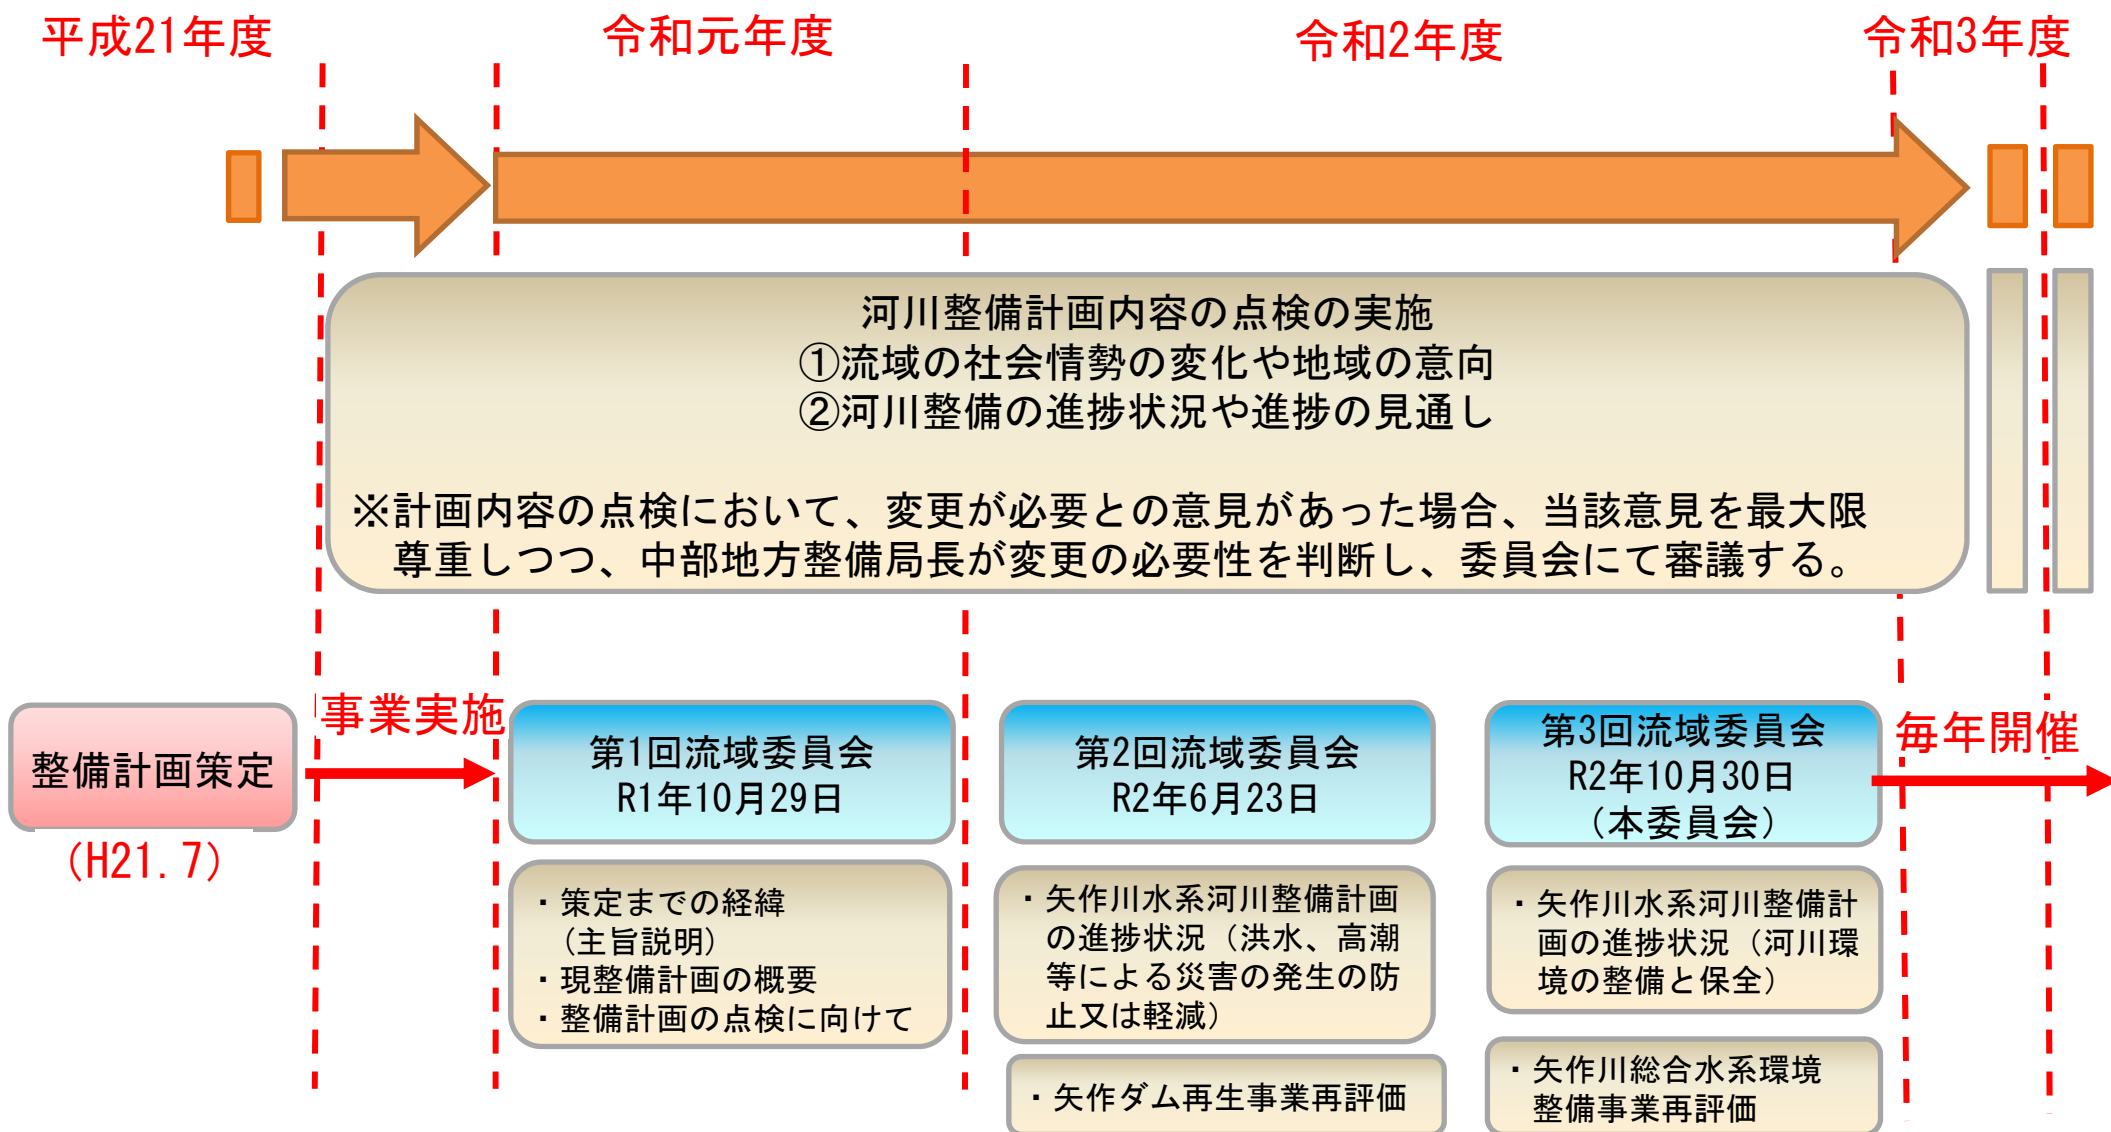 平成21年度
令和元年度
令和2年度
令和3年度
河川整備計画内容の点検の実施
①流域の社会情勢の変化や地域の意向
②河川整備の進捗状況や進捗の見通し
※計画内容の点検において、変更が必要との意見があった場合、当該意見を最大限
尊重しつつ、中部地方整備局長が変更の必要性を判断し、委員会にて審議する。
整備計画策定
(H21.7)
事業実施
第1回流域委員会
R1年10月29日
・策定までの経緯
(主旨説明)
・現整備計画の概要
・整備計画の点検に向けて
第2回流域委員会
R2年6月23日
・矢作川水系河川整備計画
の進捗状況（洪水、高潮
等による災害の発生の防
止又は軽減）
・矢作ダム再生事業再評価
第3回流域委員会
R2年10月30日
（本委員会）
・矢作川水系河川整備計
画の進捗状況（河川環
境の整備と保全）
・矢作川総合水系環境
整備事業再評価
毎年開催